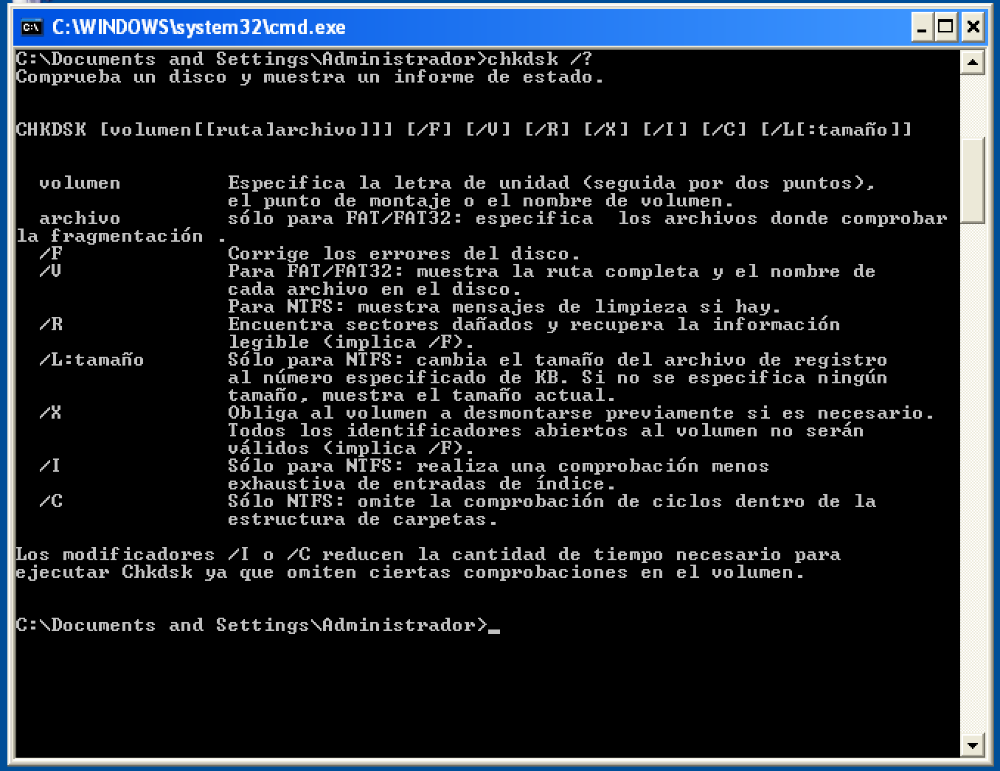 C:\WINDOWS\system32\cmd.exe
C:\Documents and Settings\Administrador>chkdsk /?
Comprueba un disco y muestra un informe de estado.
CHKDSK [volumen[[ruta]archivo]]] [/F] [/V] [/R] [/X] [/I] [/C] [/L[:tamaño]]
volumen Especifica la letra de unidad (seguida por dos puntos),
el punto de montaje o el nombre de volumen.
archivo sólo para FAT/FAT32: especifica  los archivos donde comprobar
la fragmentación .
/F Corrige los errores del disco.
/V Para FAT/FAT32: muestra la ruta completa y el nombre de
cada archivo en el disco.
Para NTFS: muestra mensajes de limpieza si hay.
/R Encuentra sectores dañados y recupera la información
legible (implica /F).
/L:tamaño Sólo para NTFS: cambia el tamaño del archivo de registro
al número especificado de KB. Si no se especifica ningún
tamaño, muestra el tamaño actual.
/X Obliga al volumen a desmontarse previamente si es necesario.
Todos los identificadores abiertos al volumen no serán
válidos (implica /F).
/I Sólo para NTFS: realiza una comprobación menos
exhaustiva de entradas de índice.
/C Sólo NTFS: omite la comprobación de ciclos dentro de la
estructura de carpetas.
Los modificadores /I o /C reducen la cantidad de tiempo necesario para
ejecutar Chkdsk ya que omiten ciertas comprobaciones en el volumen.
C:\Documents and Settings\Administrador>_